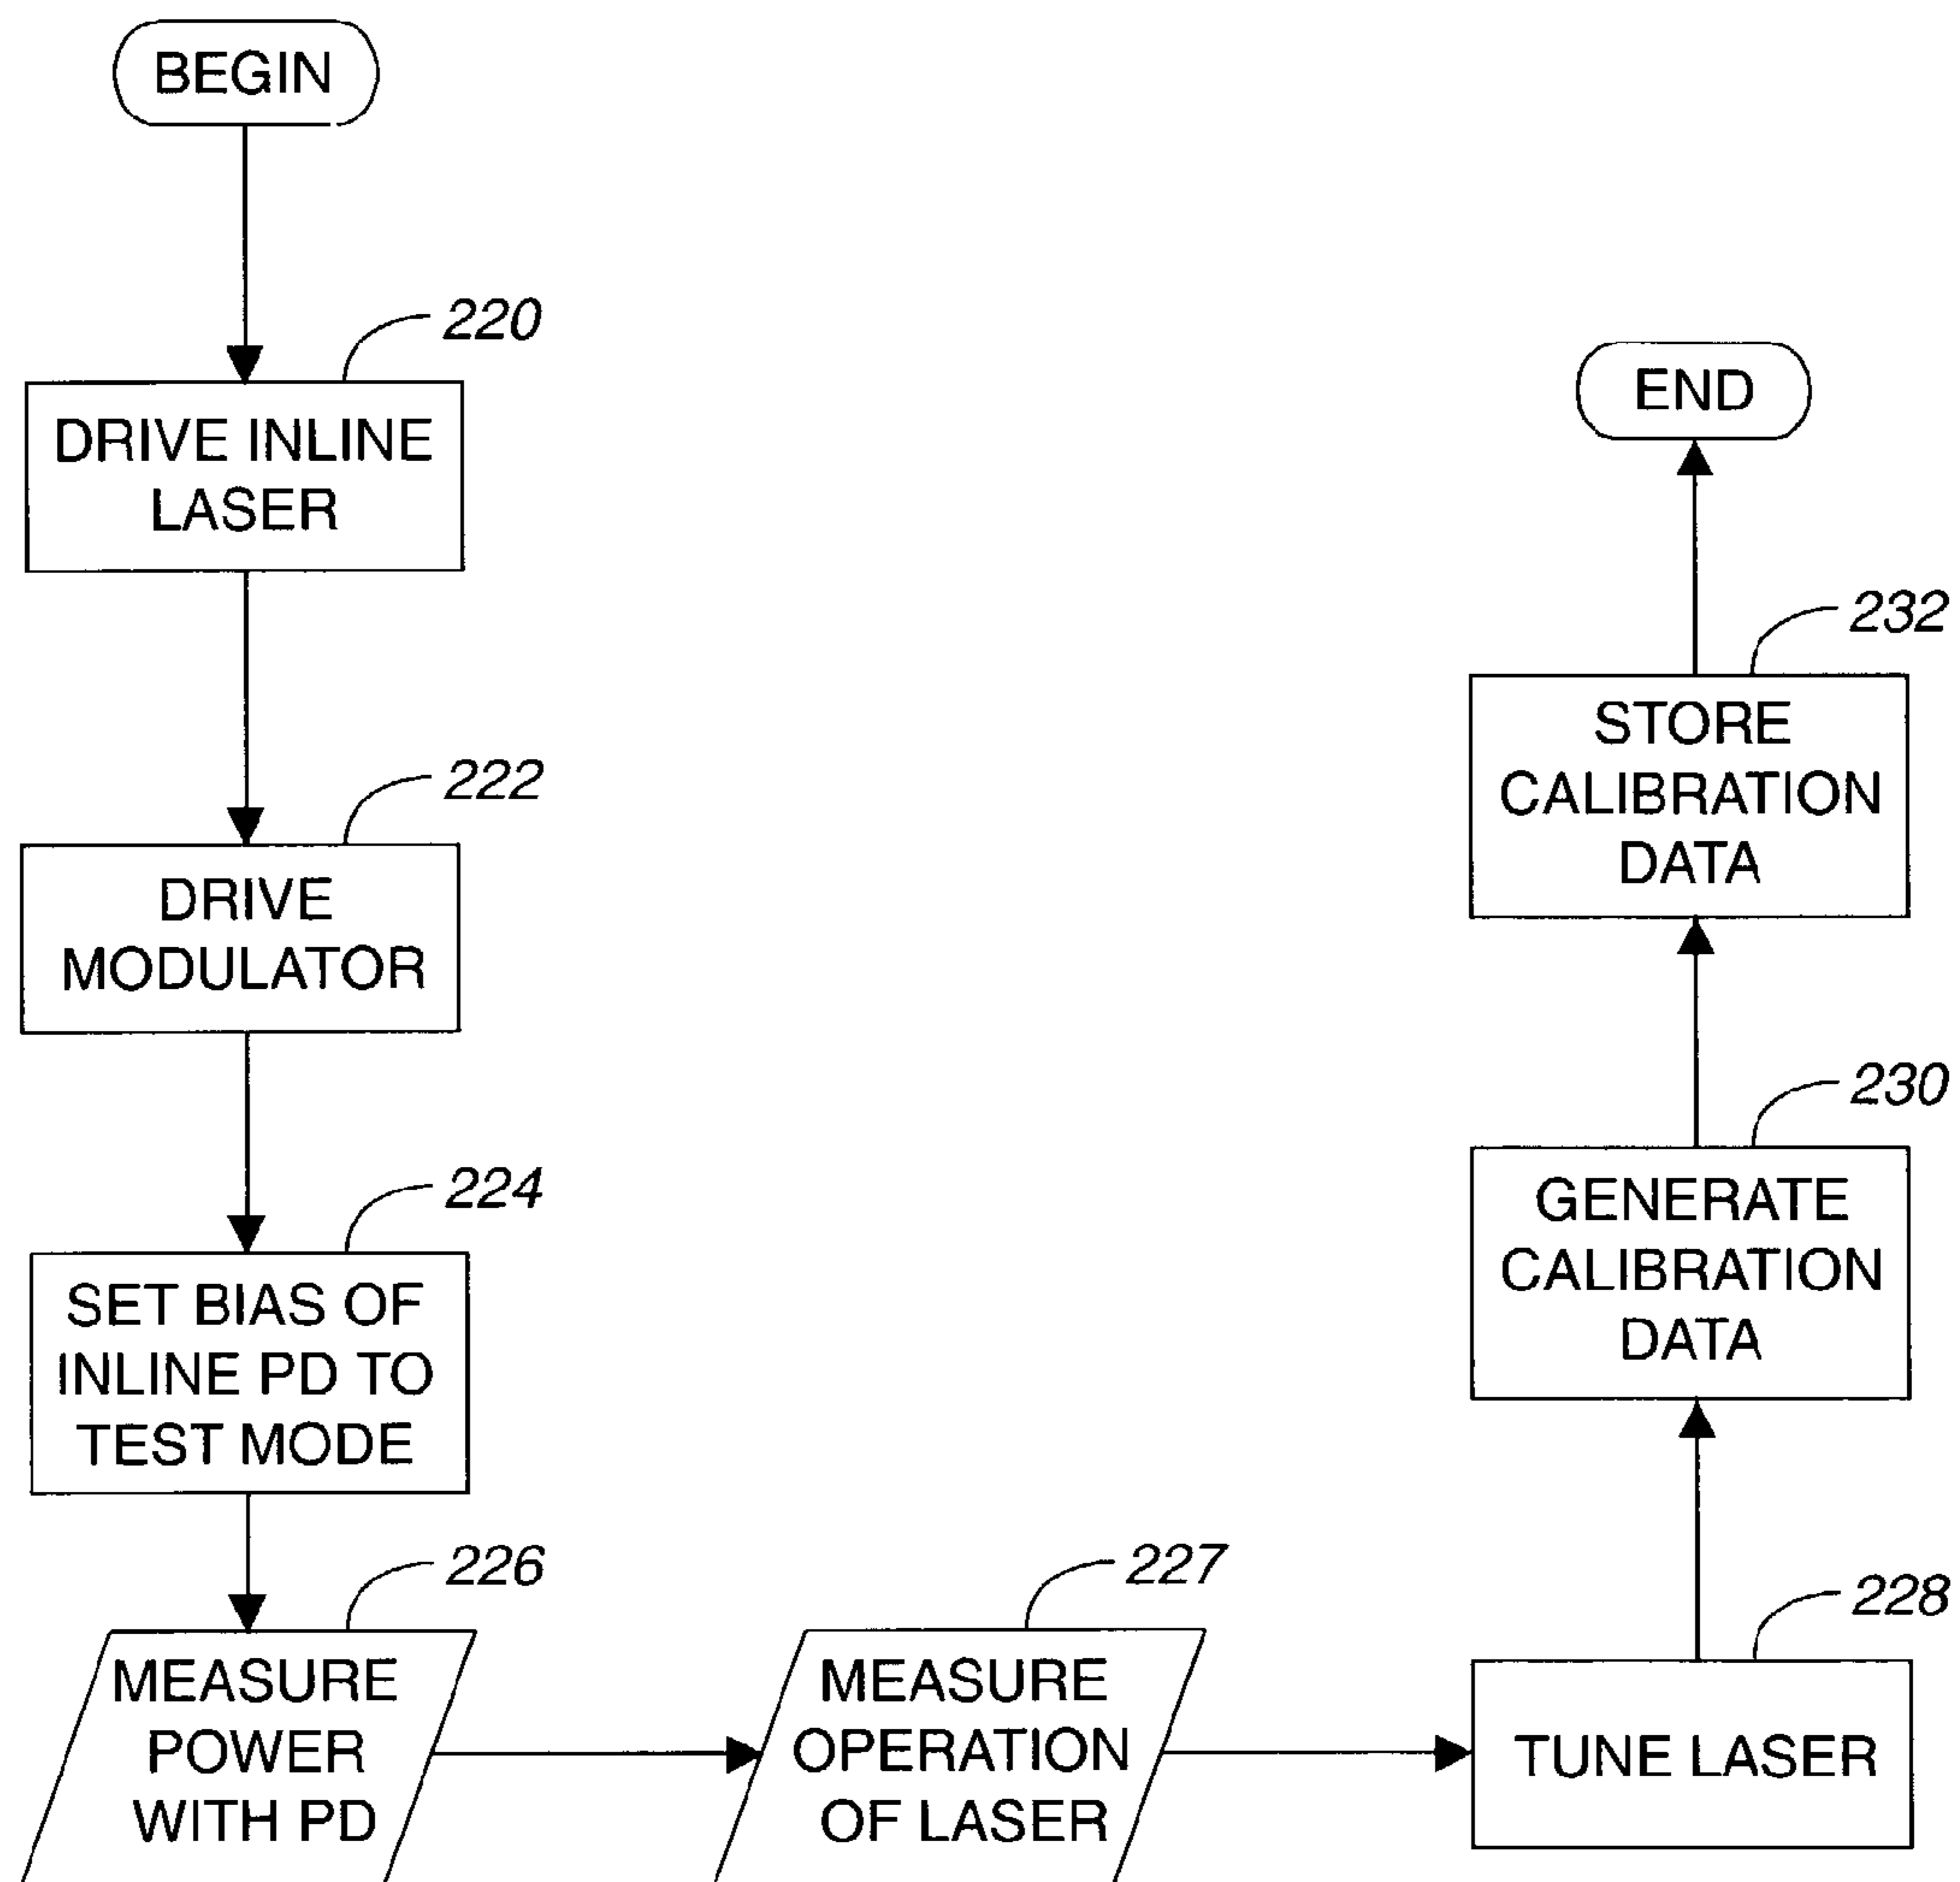 BEGIN
220
DRIVE INLINE
LASER
222
DRIVE
MODULATOR
224
SET BIAS OF
INLINE PD TO
TEST MODE
226
MEASURE
POWER
WITH PD
227
MEASURE
OPERATION
OF LASER
228
TUNE LASER
230
GENERATE
CALIBRATION
DATA
232
STORE
CALIBRATION
DATA
END